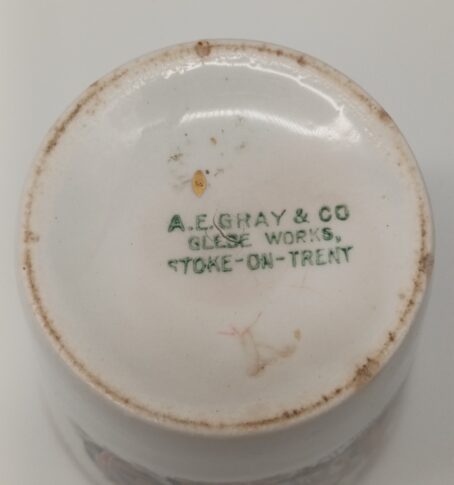 A.E.GRAY & CO
GLEBE WORKS,
STOKE-ON-TRENT